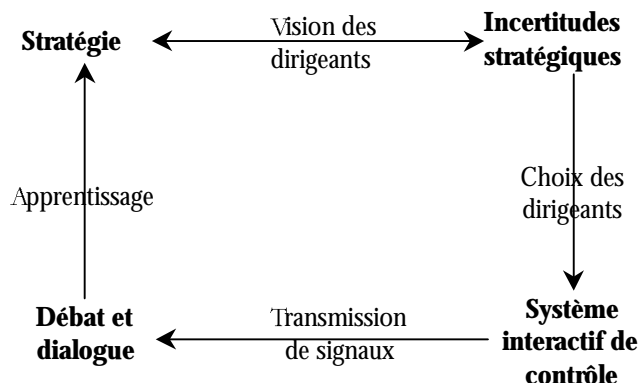 Stratégie
Vision des
dirigeants
Incertitudes
stratégiques
Apprentissage
Choix des
dirigeants
Débat et
dialogue
Transmission
de signaux
Système
interactif de
contrôle